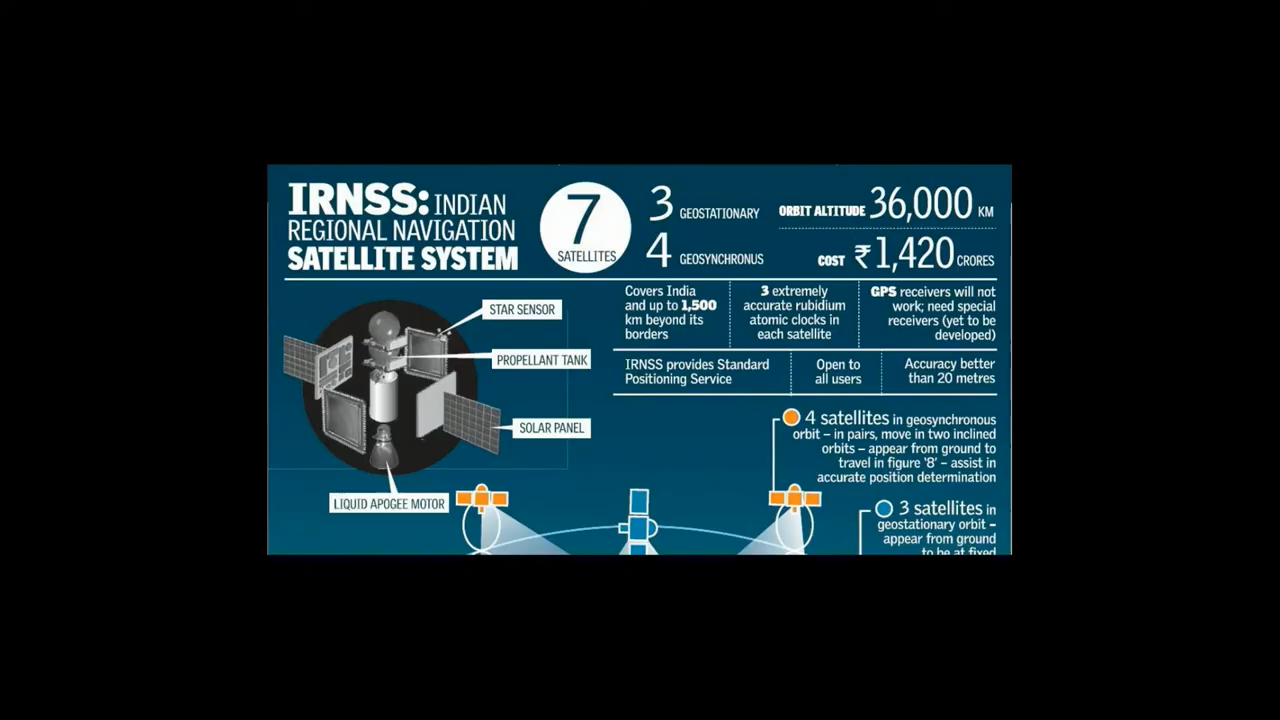 IRNSS: INDIAN
REGIONAL NAVIGATION
SATELLITE SYSTEM
7
SATELLITES
3 GEOSTATIONARY
4 GEOSYNCHRONUS
ORBIT ALTITUDE 36,000 KM
COST ₹1,420 CRORES
Covers India
and up to 1,500
km beyond its
borders
3 extremely
accurate rubidium
atomic clocks in
each satellite
GPS receivers will not
work; need special
receivers (yet to be
developed)
IRNSS provides Standard
Positioning Service
Open to
all users
Accuracy better
than 20 metres
STAR SENSOR
PROPELLANT TANK
SOLAR PANEL
LIQUID APOGEE MOTOR
4 satellites in geosynchronous
orbit – in pairs, move in two inclined
orbits – appear from ground to
travel in figure '8' – assist in
accurate position determination
3 satellites in
geostationary orbit –
appear from ground
to be at fixed